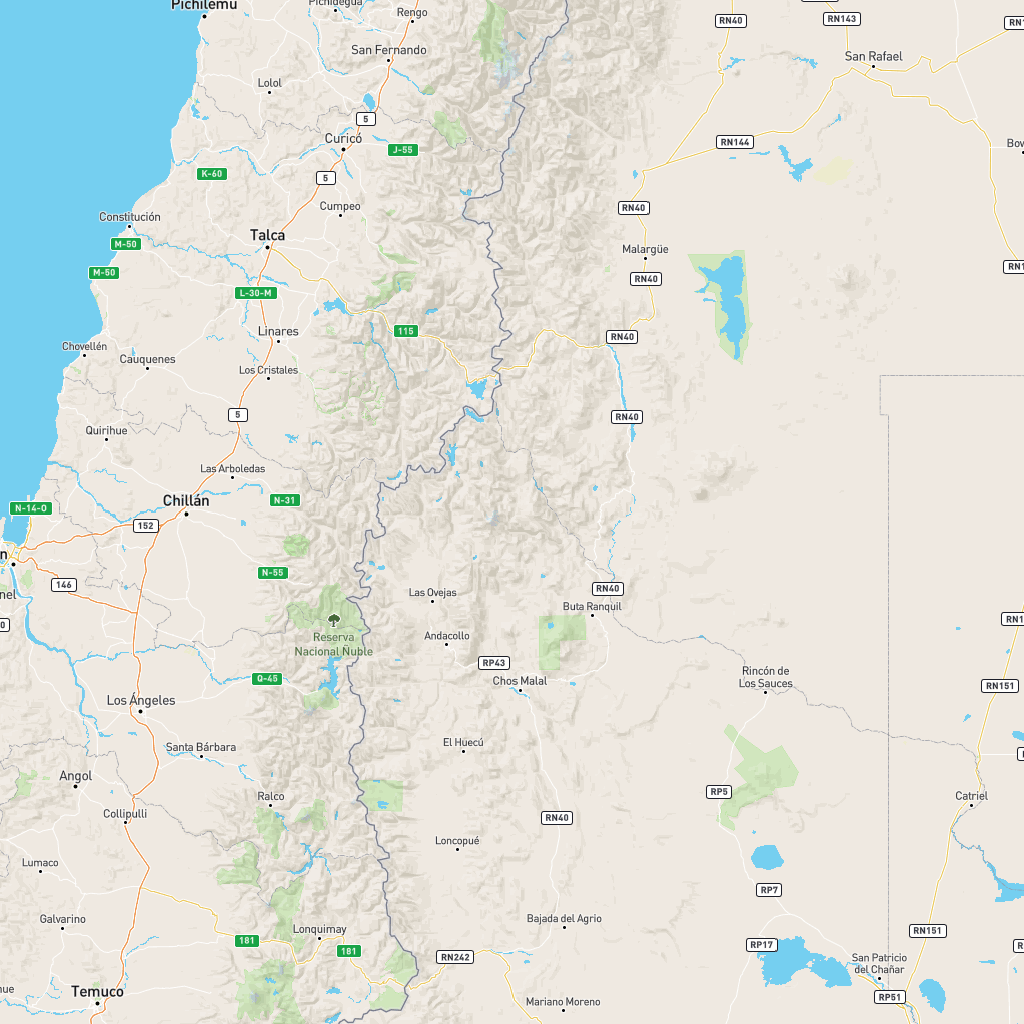 Pichilemu
Pichidegua
Rengo
RN40
RN143
San Fernando
San Rafael
Lolol
5
Curicó
J-55
RN144
K-60
5
Cumpeo
RN40
Constitución
Talca
M-50
Malargüe
M-50
RN40
L-30-M
115
Linares
RN40
Chovellén
Cauquenes
Los Cristales
5
RN40
Quirihue
Las Arboledas
Chillán
N-31
N-14-O
152
n
N-55
146
RN40
Las Ovejas
Buta Ranquil
Reserva
Nacional Ñuble
Andacollo
RP43
Rincón de
Los Sauces
Q-45
Chos Malal
RN151
Los Ángeles
Santa Bárbara
El Huecú
Angol
Ralco
RP5
Catriel
Collipulli
RN40
Loncopué
Lumaco
RP7
Galvarino
Bajada del Agrio
Lonquimay
181
181
RN242
RP17
RN151
San Patricio
del Chañar
Temuco
Mariano Moreno
RP51